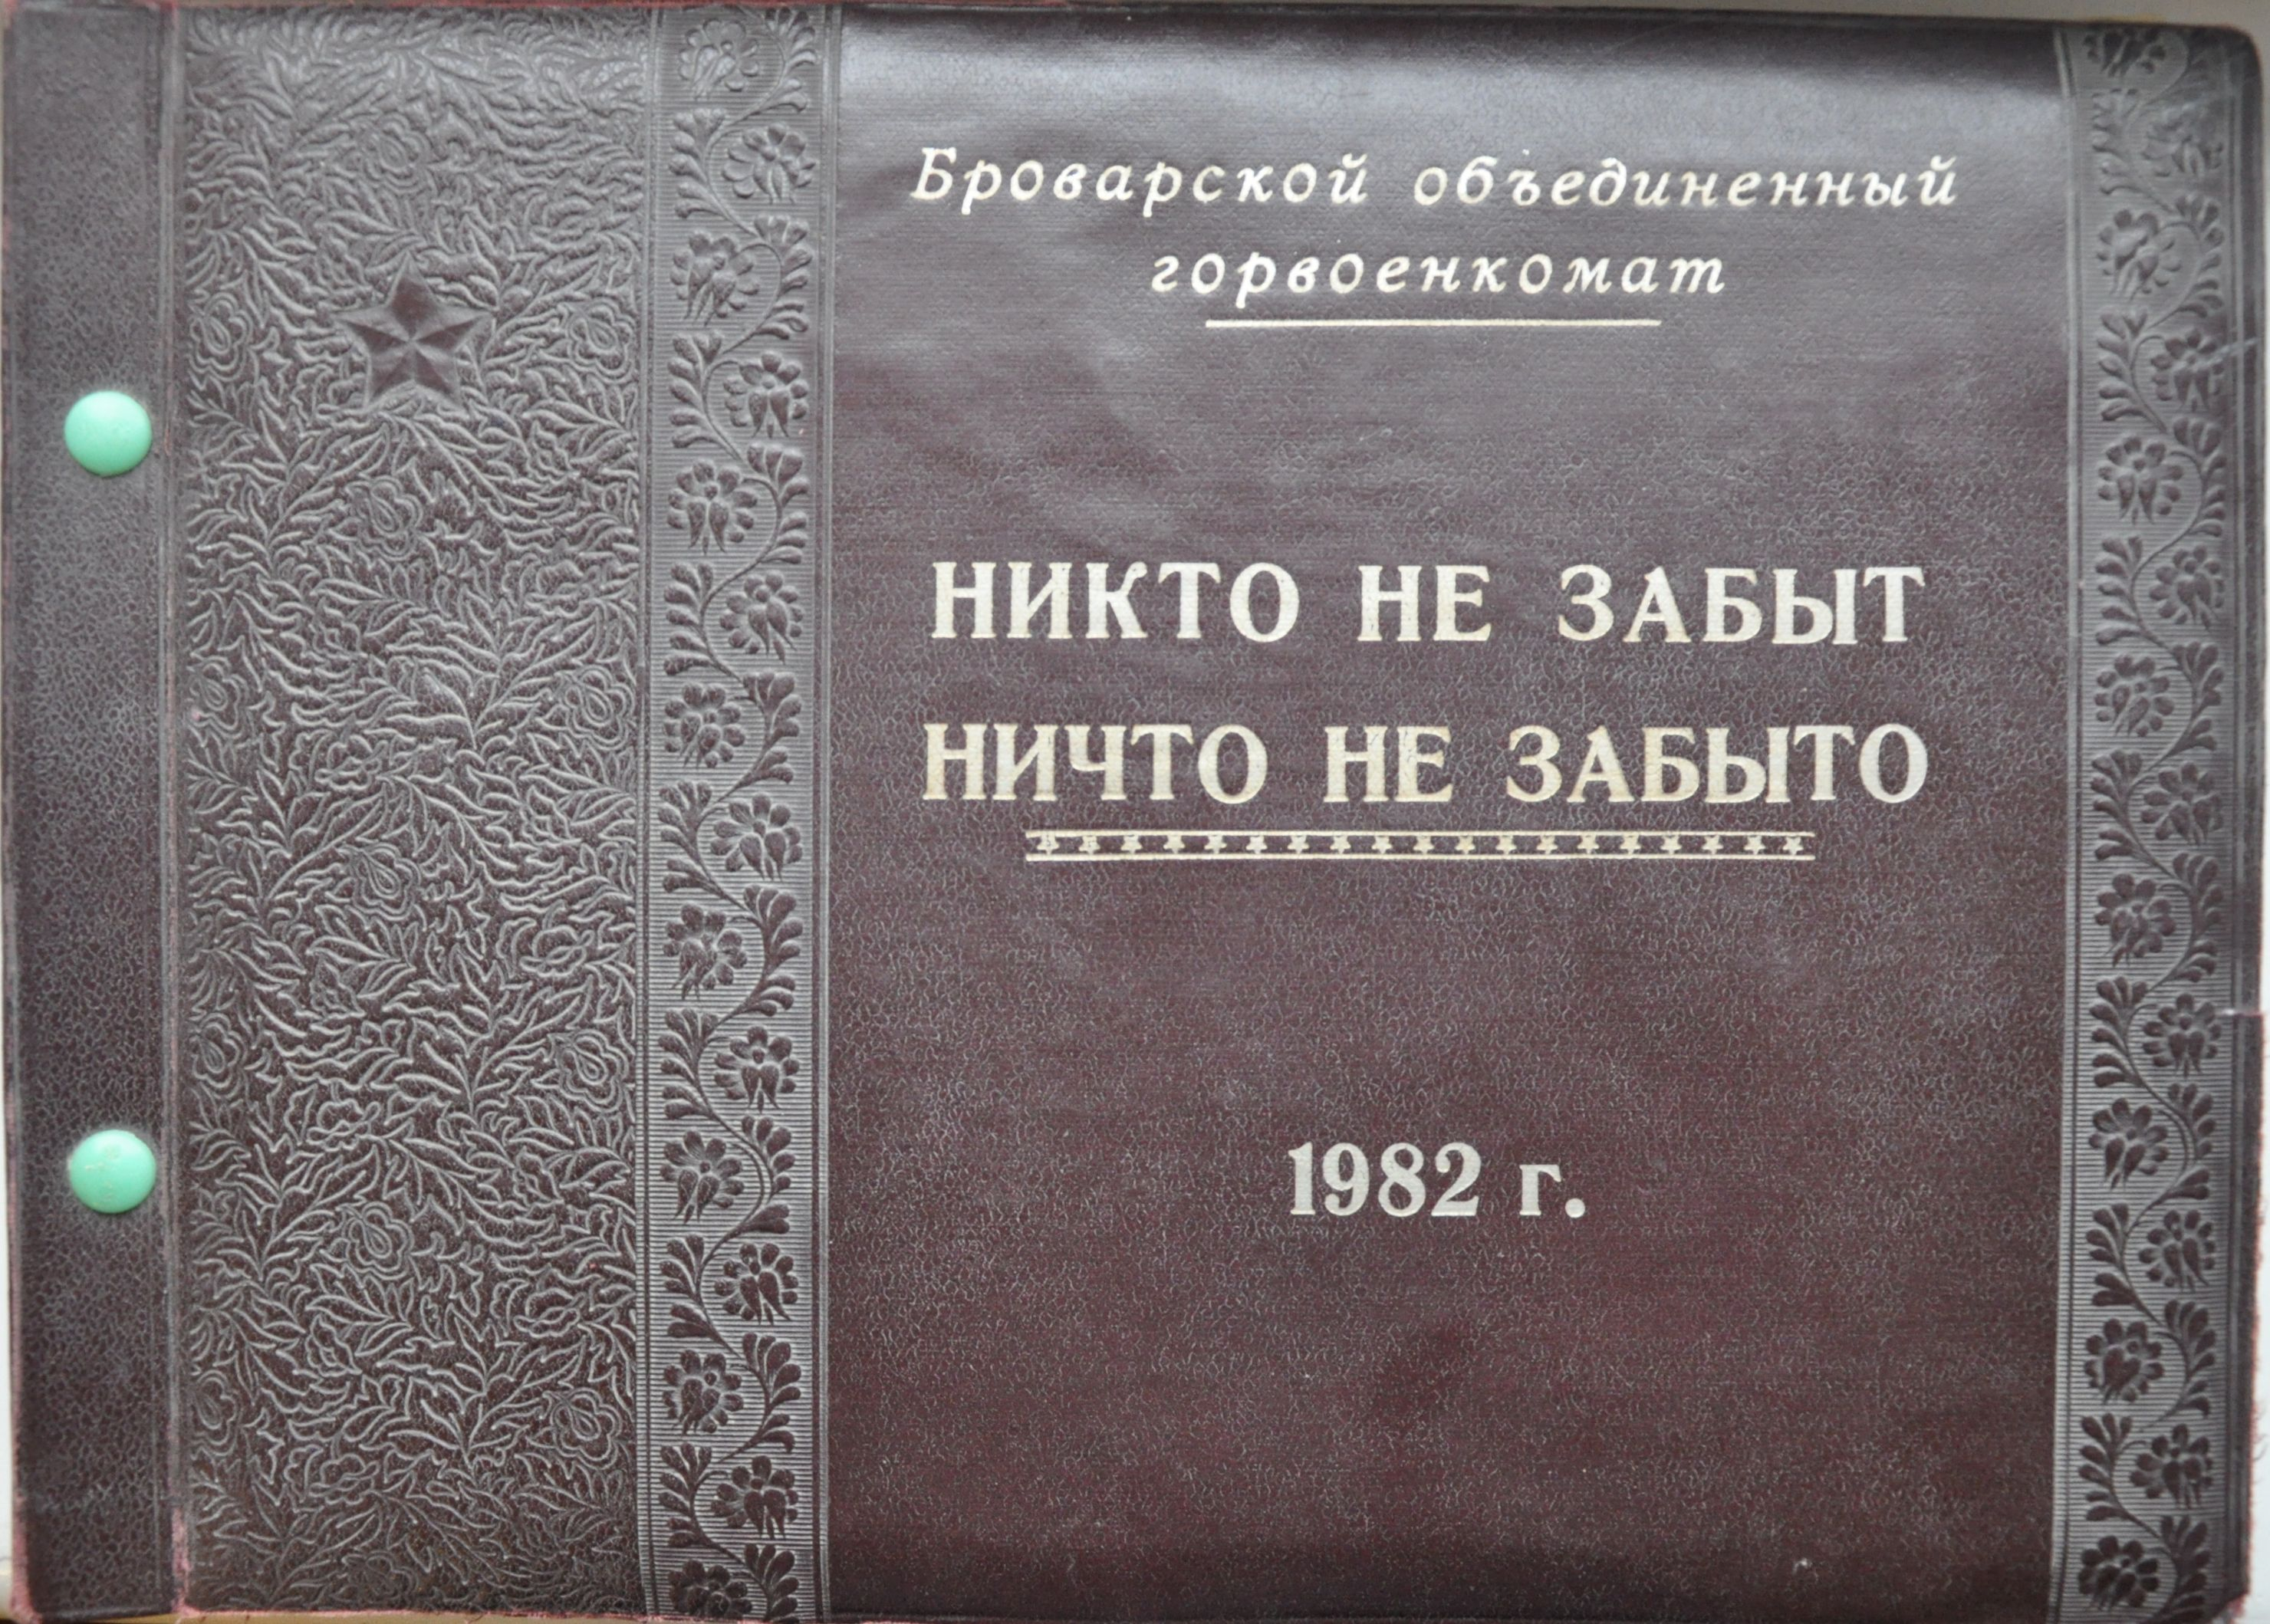 Броварской объединенный
горвоенкомат
НИКТО НЕ ЗАБЫТ
НИЧТО НЕ ЗАБЫТО
1982 г.